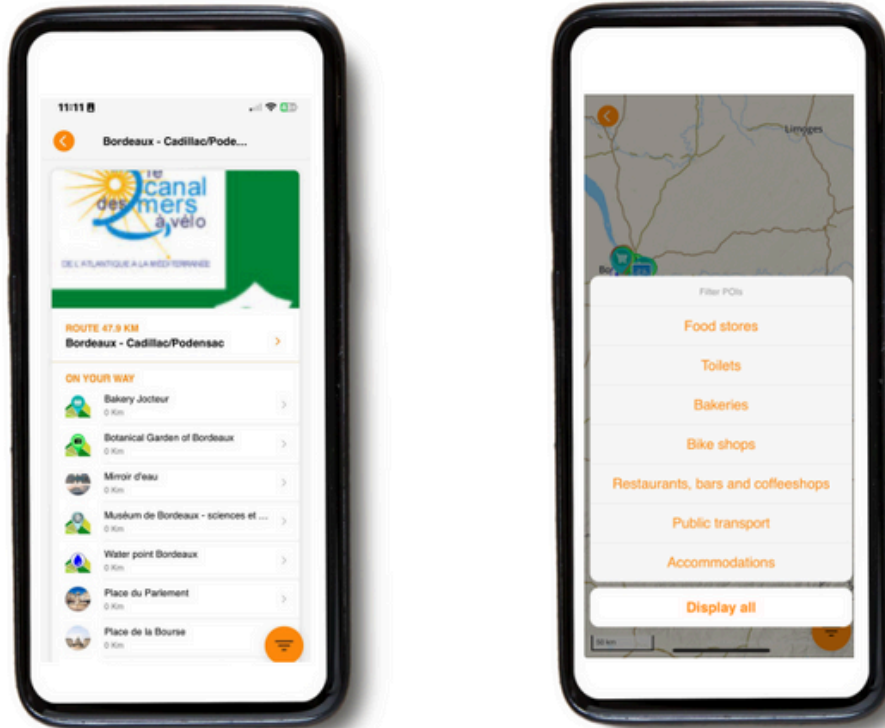 11:11
Bordeaux - Cadillac/Pode...
le
canal
des
mers
à vélo
DE L'ATLANTIQUE A LA MEDITERRANEE
ROUTE 47.9 KM
Bordeaux - Cadillac/Podensac
ON YOUR WAY
Bakery Jocteur
0 Km
Botanical Garden of Bordeaux
0 Km
Mirroir d'eau
0 Km
Muséum de Bordeaux - sciences et ...
0 Km
Water point Bordeaux
0 Km
Place du Parlement
0 Km
Place de la Bourse
0 Km
Limoges
Filter POIs
Food stores
Toilets
Bakeries
Bike shops
Restaurants, bars and coffeeshops
Public transport
Accommodations
Display all
50 km